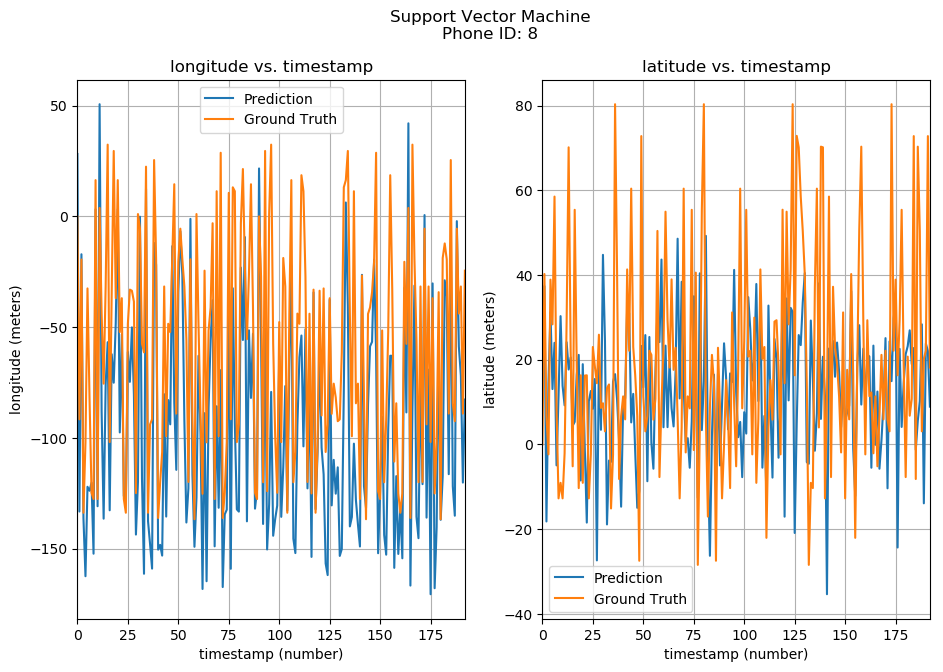 Support Vector Machine
Phone ID: 8
longitude vs. timestamp
Prediction
Ground Truth
longitude (meters)
50
0
−50
−100
−150
0 25 50 75 100 125 150 175
timestamp (number)
latitude vs. timestamp
latitude (meters)
80
60
40
20
0
−20
−40
Prediction
Ground Truth
0 25 50 75 100 125 150 175
timestamp (number)